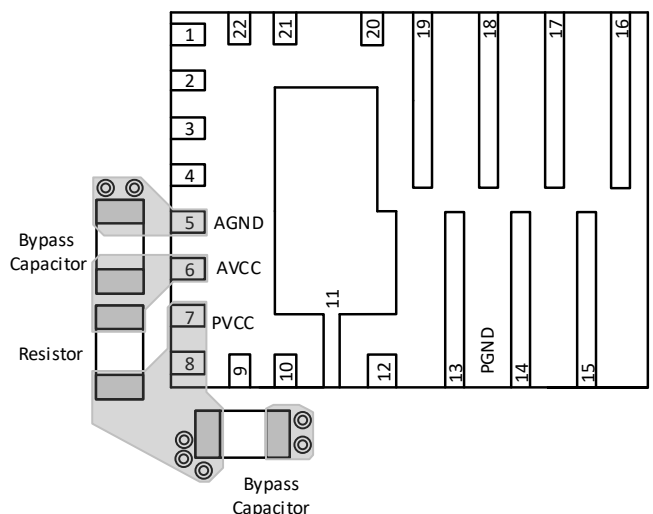 1
22
21
20
19
18
17
16
2
3
4
5 AGND
Bypass
Capacitor
6 AVCC
11
7 PVCC
Resistor
8
9
10
12
13
PGND
14
15
Bypass
Capacitor